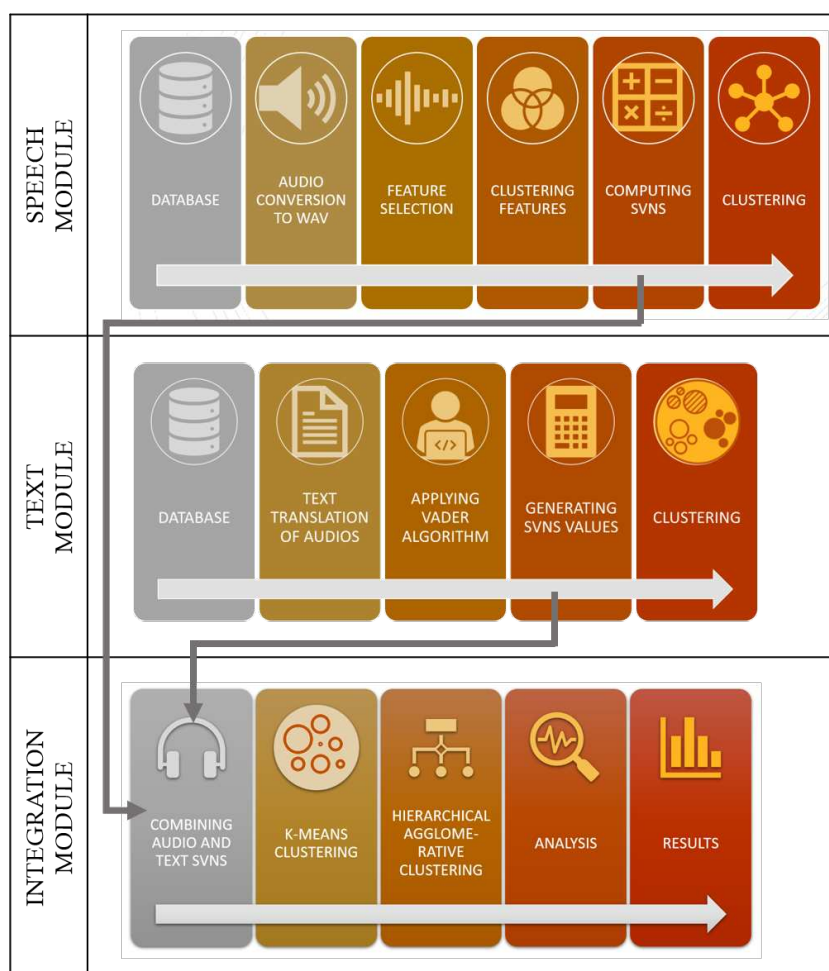 SPEECH
MODULE
DATABASE
AUDIO
CONVERSION
TO WAV
FEATURE
SELECTION
CLUSTERING
FEATURES
COMPUTING
SVNS
CLUSTERING
TEXT
MODULE
DATABASE
TEXT
TRANSLATION
OF AUDIOS
</>
APPLYING
VADER
ALGORITHM
GENERATING
SVNS VALUES
CLUSTERING
INTEGRATION
MODULE
COMBINING
AUDIO AND
TEXT SVNS
K-MEANS
CLUSTERING
HIERARCHICAL
AGGLOME-
RATIVE
CLUSTERING
ANALYSIS
RESULTS